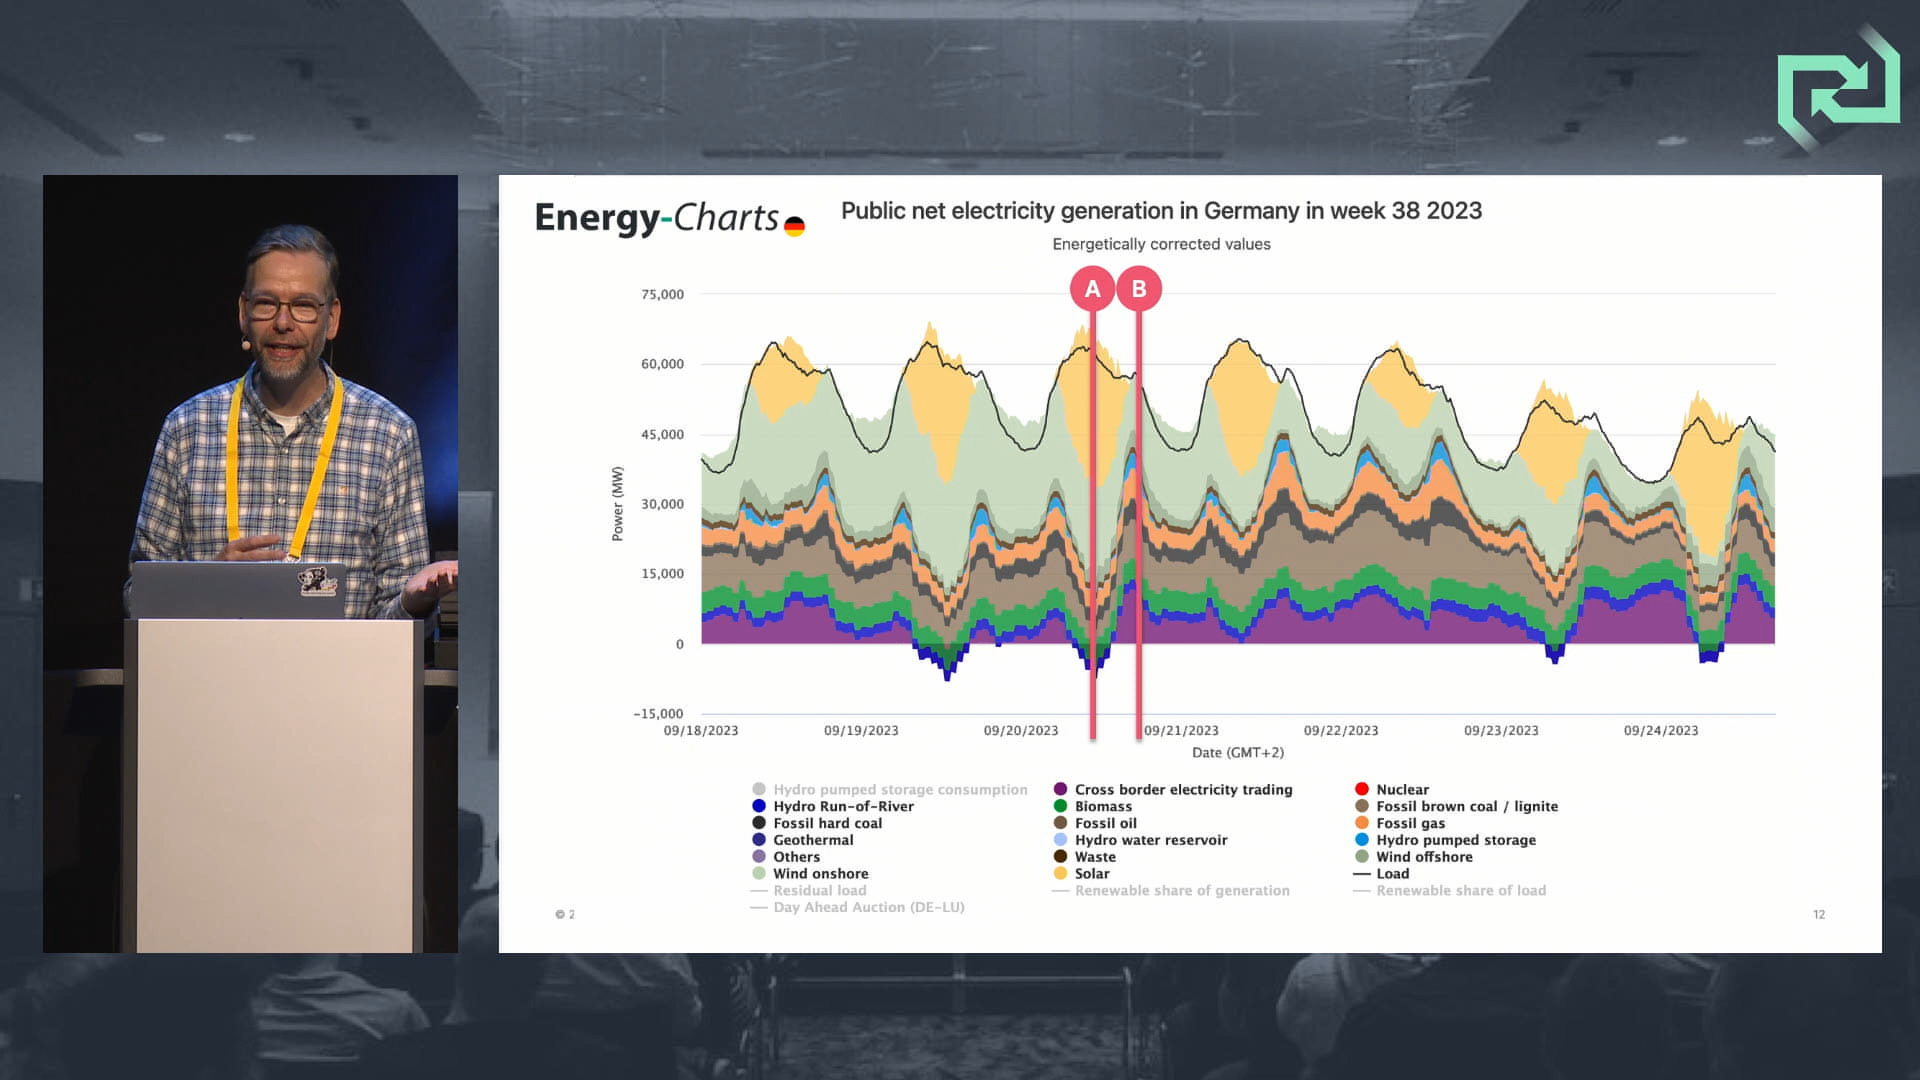 Energy-Charts
Public net electricity generation in Germany in week 38 2023
Energetically corrected values
A
B
75,000
60,000
45,000
30,000
15,000
0
-15,000
Power (MW)
09/18/2023
09/19/2023
09/20/2023
09/21/2023
09/22/2023
09/23/2023
09/24/2023
Date (GMT+2)
Hydro pumped storage consumption
Cross border electricity trading
Nuclear
Hydro Run-of-River
Biomass
Fossil brown coal / lignite
Fossil hard coal
Fossil oil
Fossil gas
Geothermal
Hydro water reservoir
Hydro pumped storage
Others
Waste
Wind offshore
Wind onshore
Solar
Load
Residual load
Renewable share of generation
Renewable share of load
Day Ahead Auction (DE-LU)
© 2
12